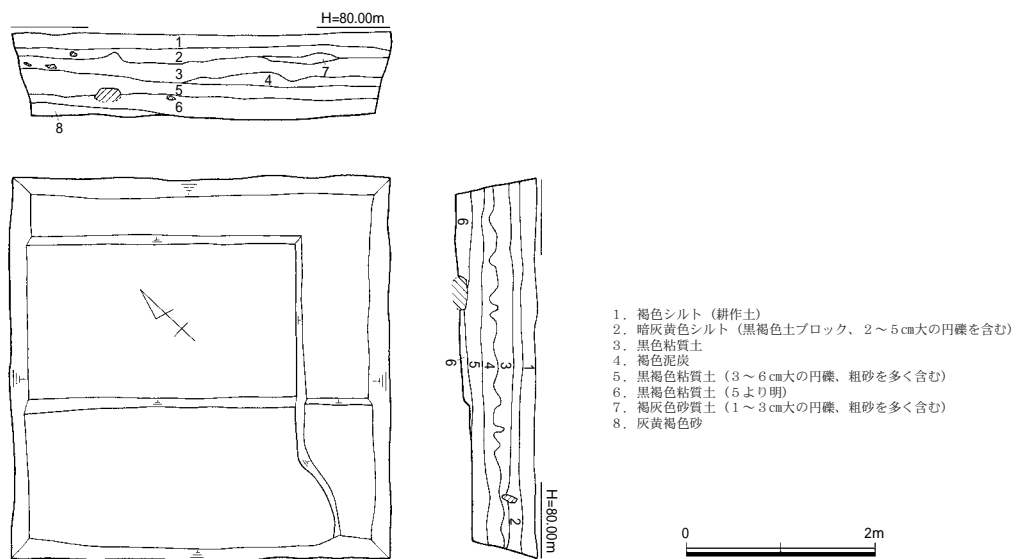 H=80.00m
1
2
7
3
4
5
6
8
6
6
5
4
3
1
2
H=80.00m
1．褐色シルト（耕作土）
2．暗灰黄色シルト（黒褐色土ブロック、２～５㎝大の円礫を含む）
3．黒色粘質土
4．褐色泥炭
5．黒褐色粘質土（３～６㎝大の円礫、粗砂を多く含む）
6．黒褐色粘質土（５より明）
7．褐灰色砂質土（１～３㎝大の円礫、粗砂を多く含む）
8．灰黄褐色砂
0 2m